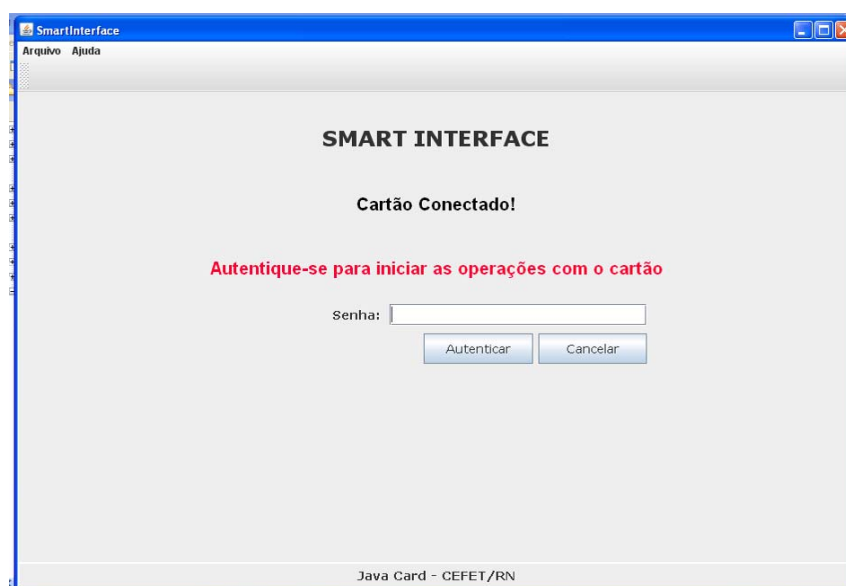 SmartInterface
Arquivo Ajuda
SMART INTERFACE
Cartão Conectado!
Autentique-se para iniciar as operações com o cartão
Senha:
Autenticar Cancelar
Java Card - CEFET/RN